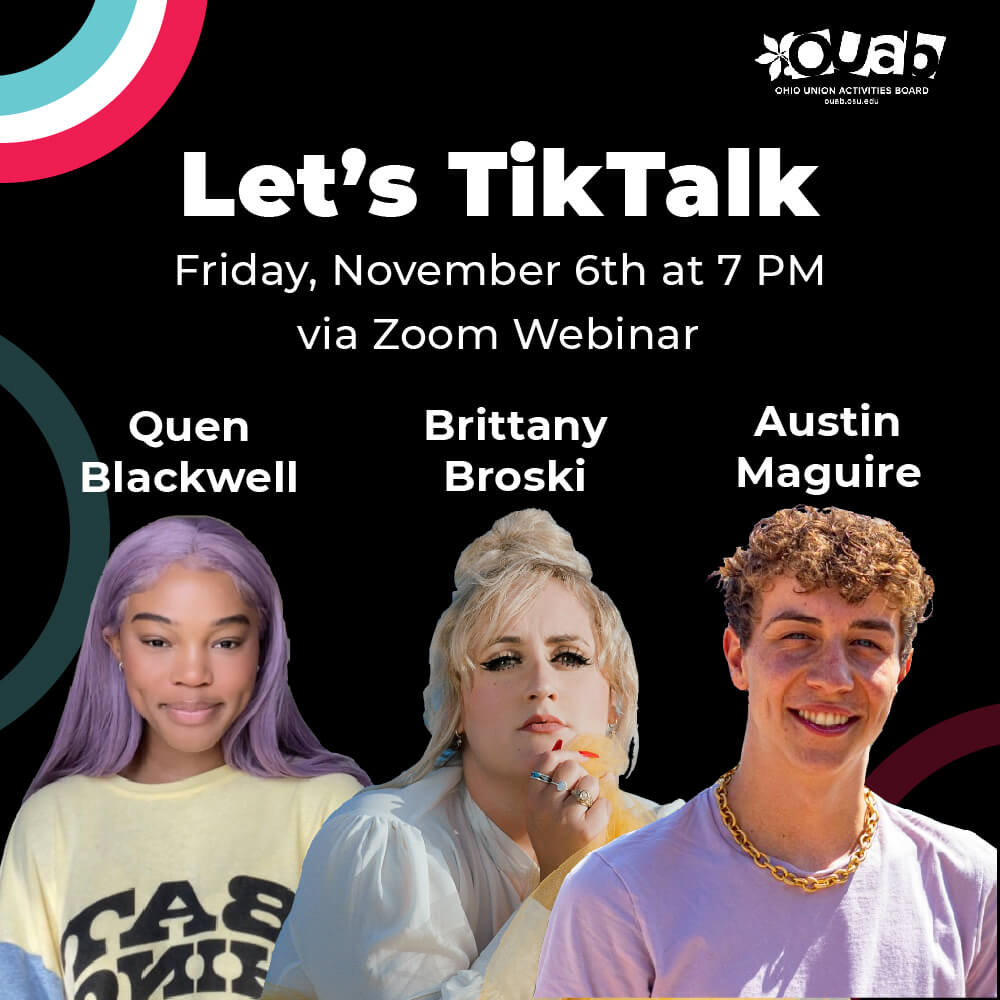 ouab
OHIO UNION ACTIVITIES BOARD
ouab.osu.edu
Let's TikTalk
Friday, November 6th at 7 PM
via Zoom Webinar
Quen
Blackwell
Brittany
Broski
Austin
Maguire